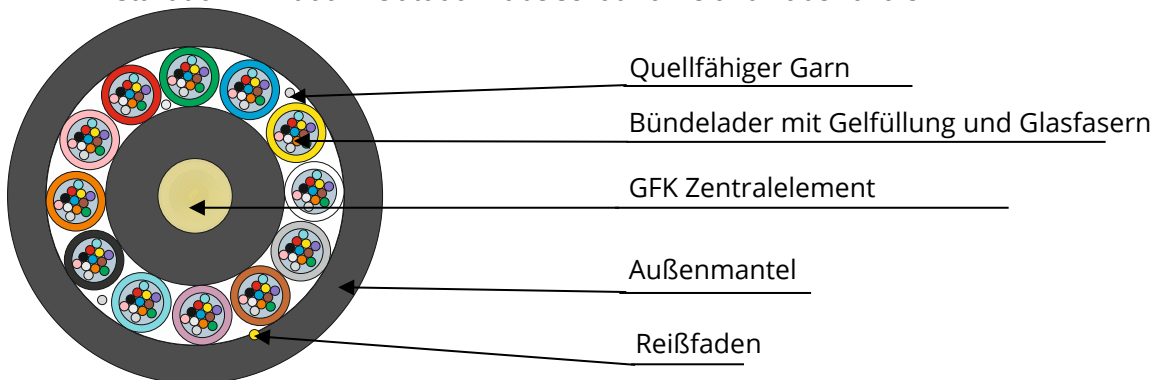 Quellfähiger Garn
Bündelader mit Gelfüllung und Glasfasern
GFK Zentralelement
Außenmantel
Reißfaden